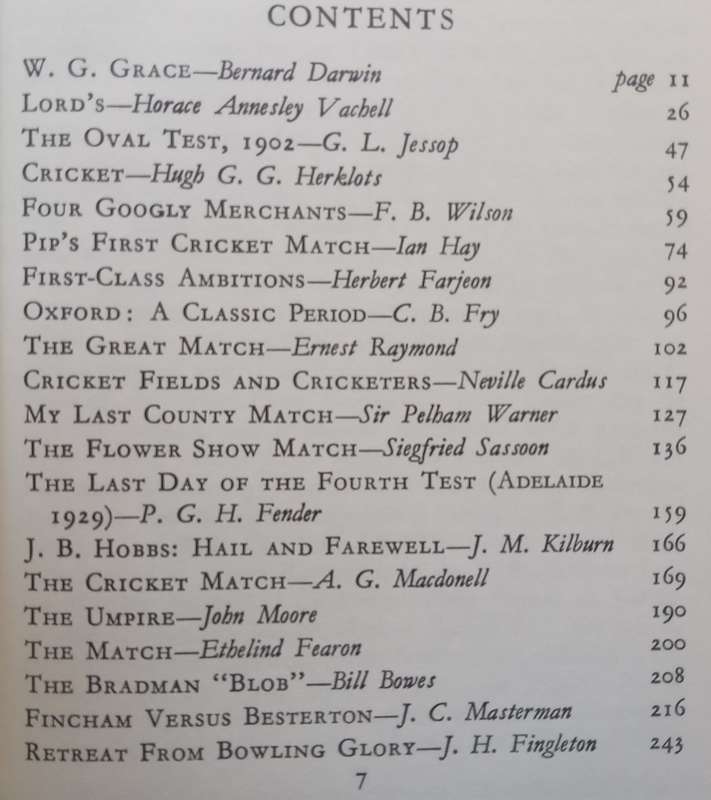 CONTENTS
W. G. GRACE—Bernard Darwin page 11
LORD'S—Horace Annesley Vachell 26
THE OVAL TEST, 1902—G. L. Jessop 47
CRICKET—Hugh G. G. Herklots 54
FOUR GOOGLY MERCHANTS—F. B. Wilson 59
PIP'S FIRST CRICKET MATCH—Ian Hay 74
FIRST-CLASS AMBITIONS—Herbert Farjeon 92
OXFORD: A CLASSIC PERIOD—C. B. Fry 96
THE GREAT MATCH—Ernest Raymond 102
CRICKET FIELDS AND CRICKETERS—Neville Cardus 117
MY LAST COUNTY MATCH—Sir Pelham Warner 127
THE FLOWER SHOW MATCH—Siegfried Sassoon 136
THE LAST DAY OF THE FOURTH TEST (ADELAIDE
1929)—P. G. H. Fender 159
J. B. HOBBS: HAIL AND FAREWELL—J. M. Kilburn 166
THE CRICKET MATCH—A. G. Macdonell 169
THE UMPIRE—John Moore 190
THE MATCH—Ethelind Fearon 200
THE BRADMAN "BLOB"—Bill Bowes 208
FINCHAM VERSUS BESTERTON—J. C. Masterman 216
RETREAT FROM BOWLING GLORY—J. H. Fingleton 243
7